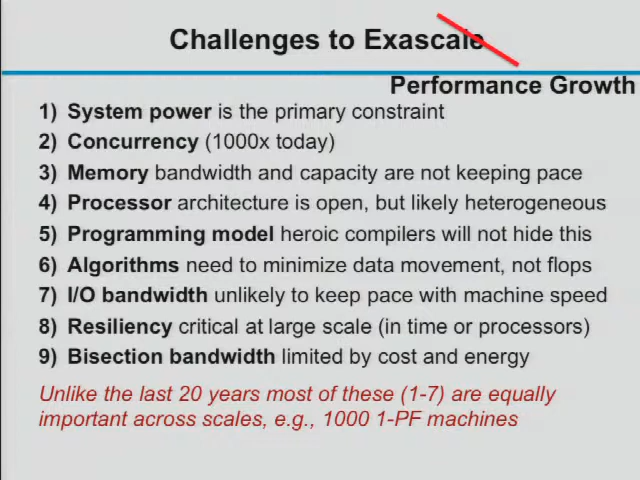 Challenges to Exascale
Performance Growth
1) System power is the primary constraint
2) Concurrency (1000x today)
3) Memory bandwidth and capacity are not keeping pace
4) Processor architecture is open, but likely heterogeneous
5) Programming model heroic compilers will not hide this
6) Algorithms need to minimize data movement, not flops
7) I/O bandwidth unlikely to keep pace with machine speed
8) Resiliency critical at large scale (in time or processors)
9) Bisection bandwidth limited by cost and energy
Unlike the last 20 years most of these (1-7) are equally
important across scales, e.g., 1000 1-PF machines